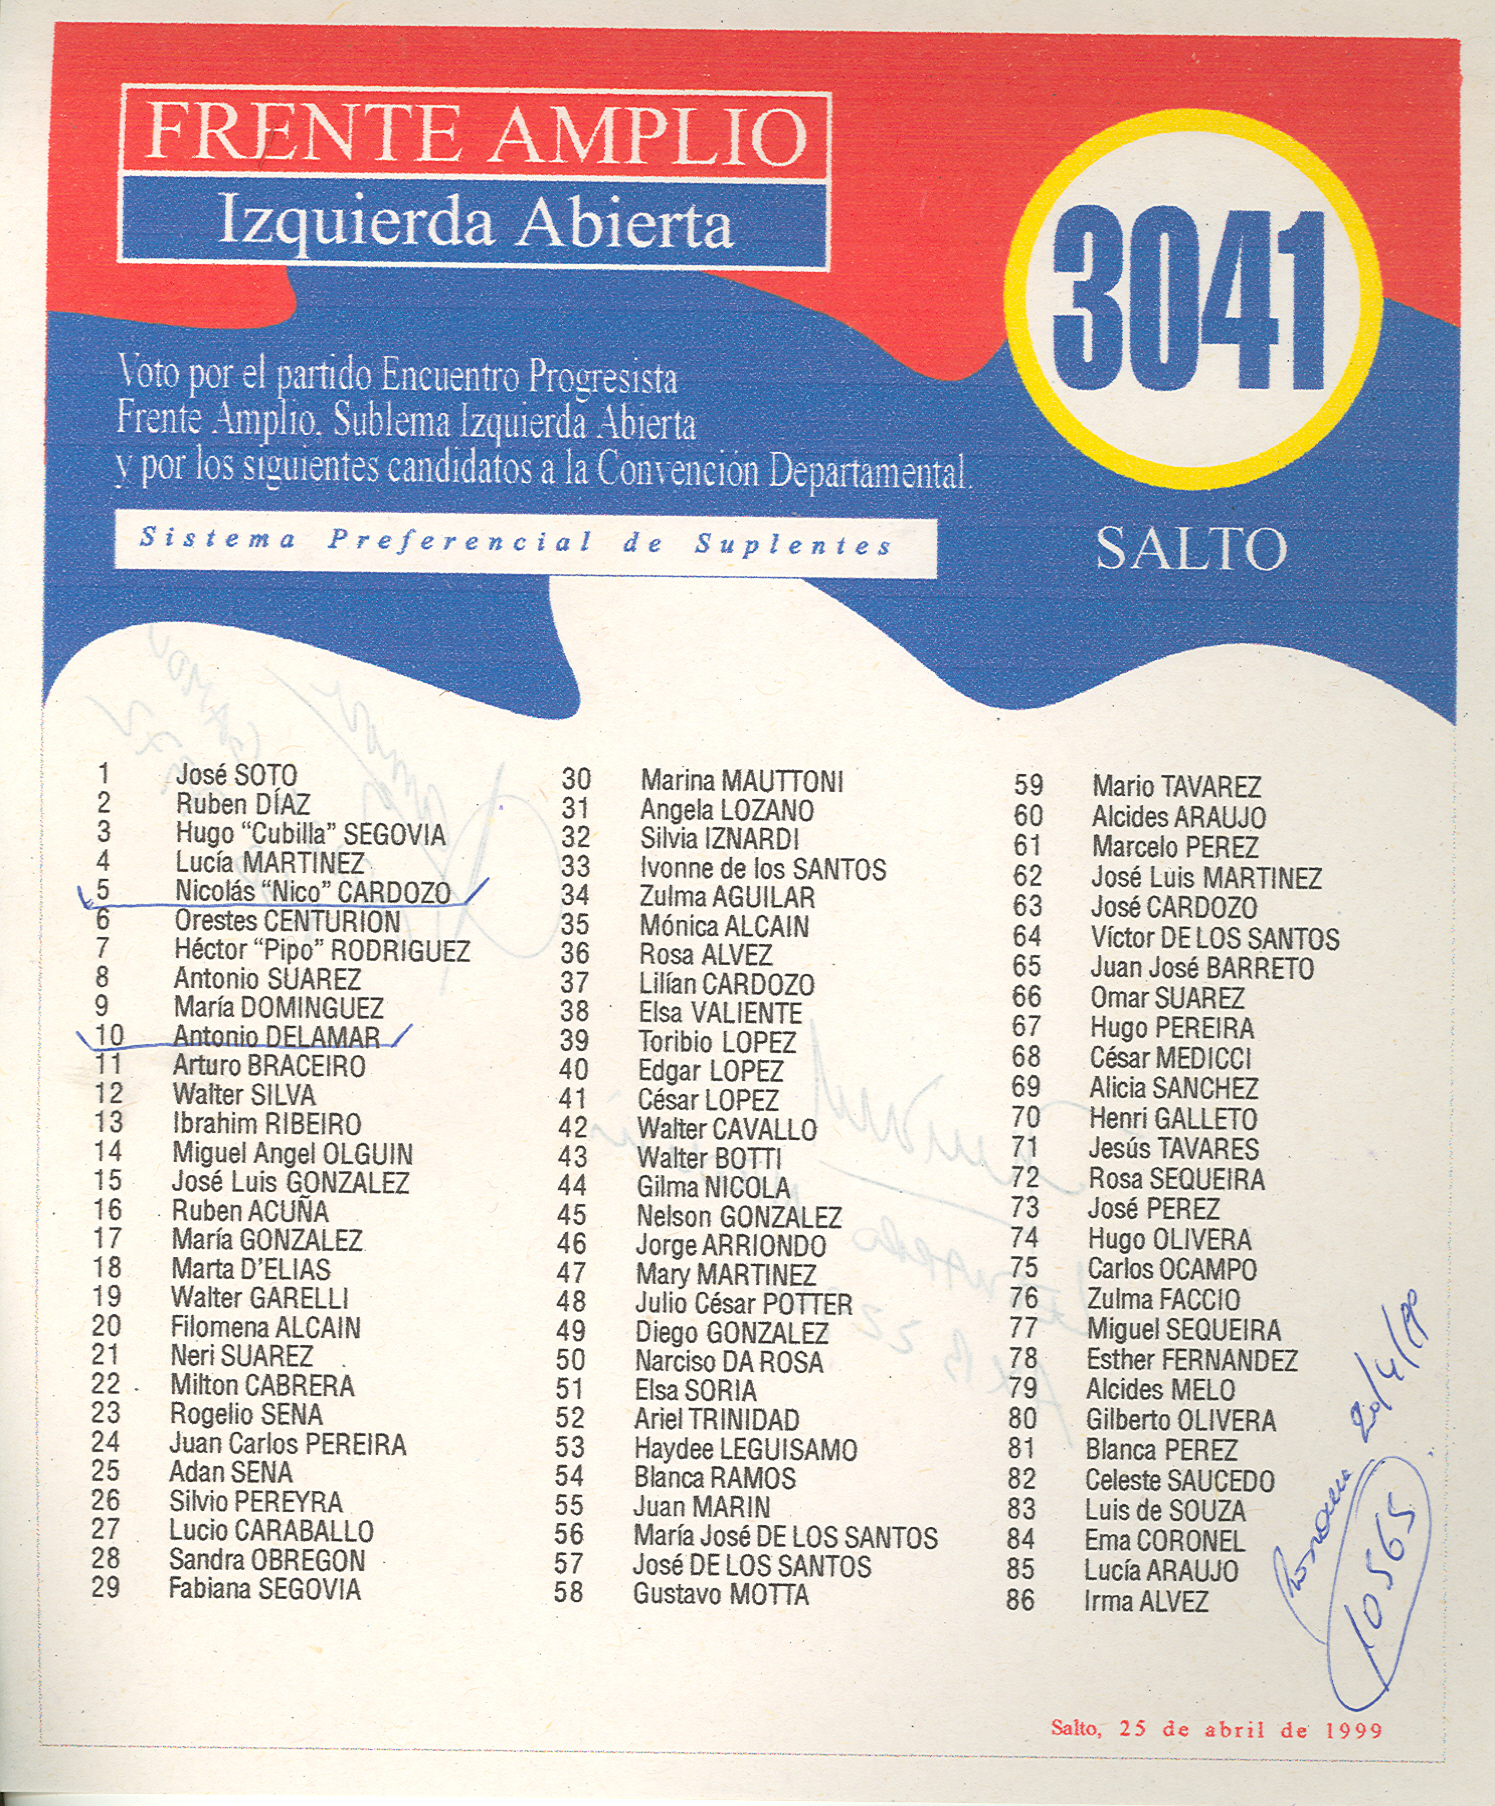 FRENTE AMPLIO
Izquierda Abierta
3041
Voto por el partido Encuentro Progresista
Frente Amplio, Sublema Izquierda Abierta
y por los siguientes candidatos a la Convención Departamental.
Sistema Preferencial de Suplentes
SALTO
1 José SOTO
2 Ruben DÍAZ
3 Hugo “Cubilla” SEGOVIA
4 Lucía MARTINEZ
5 Nicolás “Nico” CARDOZO
6 Orestes CENTURION
7 Héctor “Pipo” RODRIGUEZ
8 Antonio SUAREZ
9 María DOMINGUEZ
10 Antonio DELAMAR
11 Arturo BRACEIRO
12 Walter SILVA
13 Ibrahim RIBEIRO
14 Miguel Angel OLGUIN
15 José Luis GONZALEZ
16 Ruben ACUÑA
17 María GONZALEZ
18 Marta D’ELIAS
19 Walter GARELLI
20 Filomena ALCAIN
21 Neri SUAREZ
22 Milton CABRERA
23 Rogelio SENA
24 Juan Carlos PEREIRA
25 Adan SENA
26 Silvio PEREYRA
27 Lucio CARABALLO
28 Sandra OBREGON
29 Fabiana SEGOVIA
30 Marina MAUTTONI
31 Angela LOZANO
32 Silvia IZNARDI
33 Ivonne de los SANTOS
34 Zulma AGUILAR
35 Mónica ALCAIN
36 Rosa ALVEZ
37 Lilían CARDOZO
38 Elsa VALIENTE
39 Toribio LOPEZ
40 Edgar LOPEZ
41 César LOPEZ
42 Walter CAVALLO
43 Walter BOTTI
44 Gilma NICOLA
45 Nelson GONZALEZ
46 Jorge ARRIONDO
47 Mary MARTINEZ
48 Julio César POTTER
49 Diego GONZALEZ
50 Narciso DA ROSA
51 Elsa SORIA
52 Ariel TRINIDAD
53 Haydee LEGUISAMO
54 Blanca RAMOS
55 Juan MARIN
56 María José DE LOS SANTOS
57 José DE LOS SANTOS
58 Gustavo MOTTA
59 Mario TAVAREZ
60 Alcides ARAUJO
61 Marcelo PEREZ
62 José Luis MARTINEZ
63 José CARDOZO
64 Víctor DE LOS SANTOS
65 Juan José BARRETO
66 Omar SUAREZ
67 Hugo PEREIRA
68 César MEDICCI
69 Alicia SANCHEZ
70 Henri GALLETO
71 Jesús TAVARES
72 Rosa SEQUEIRA
73 José PEREZ
74 Hugo OLIVERA
75 Carlos OCAMPO
76 Zulma FACCIO
77 Miguel SEQUEIRA
78 Esther FERNANDEZ
79 Alcides MELO
80 Gilberto OLIVERA
81 Blanca PEREZ
82 Celeste SAUCEDO
83 Luis de SOUZA
84 Ema CORONEL
85 Lucía ARAUJO
86 Irma ALVEZ
10565
Salto, 25 de abril de 1999